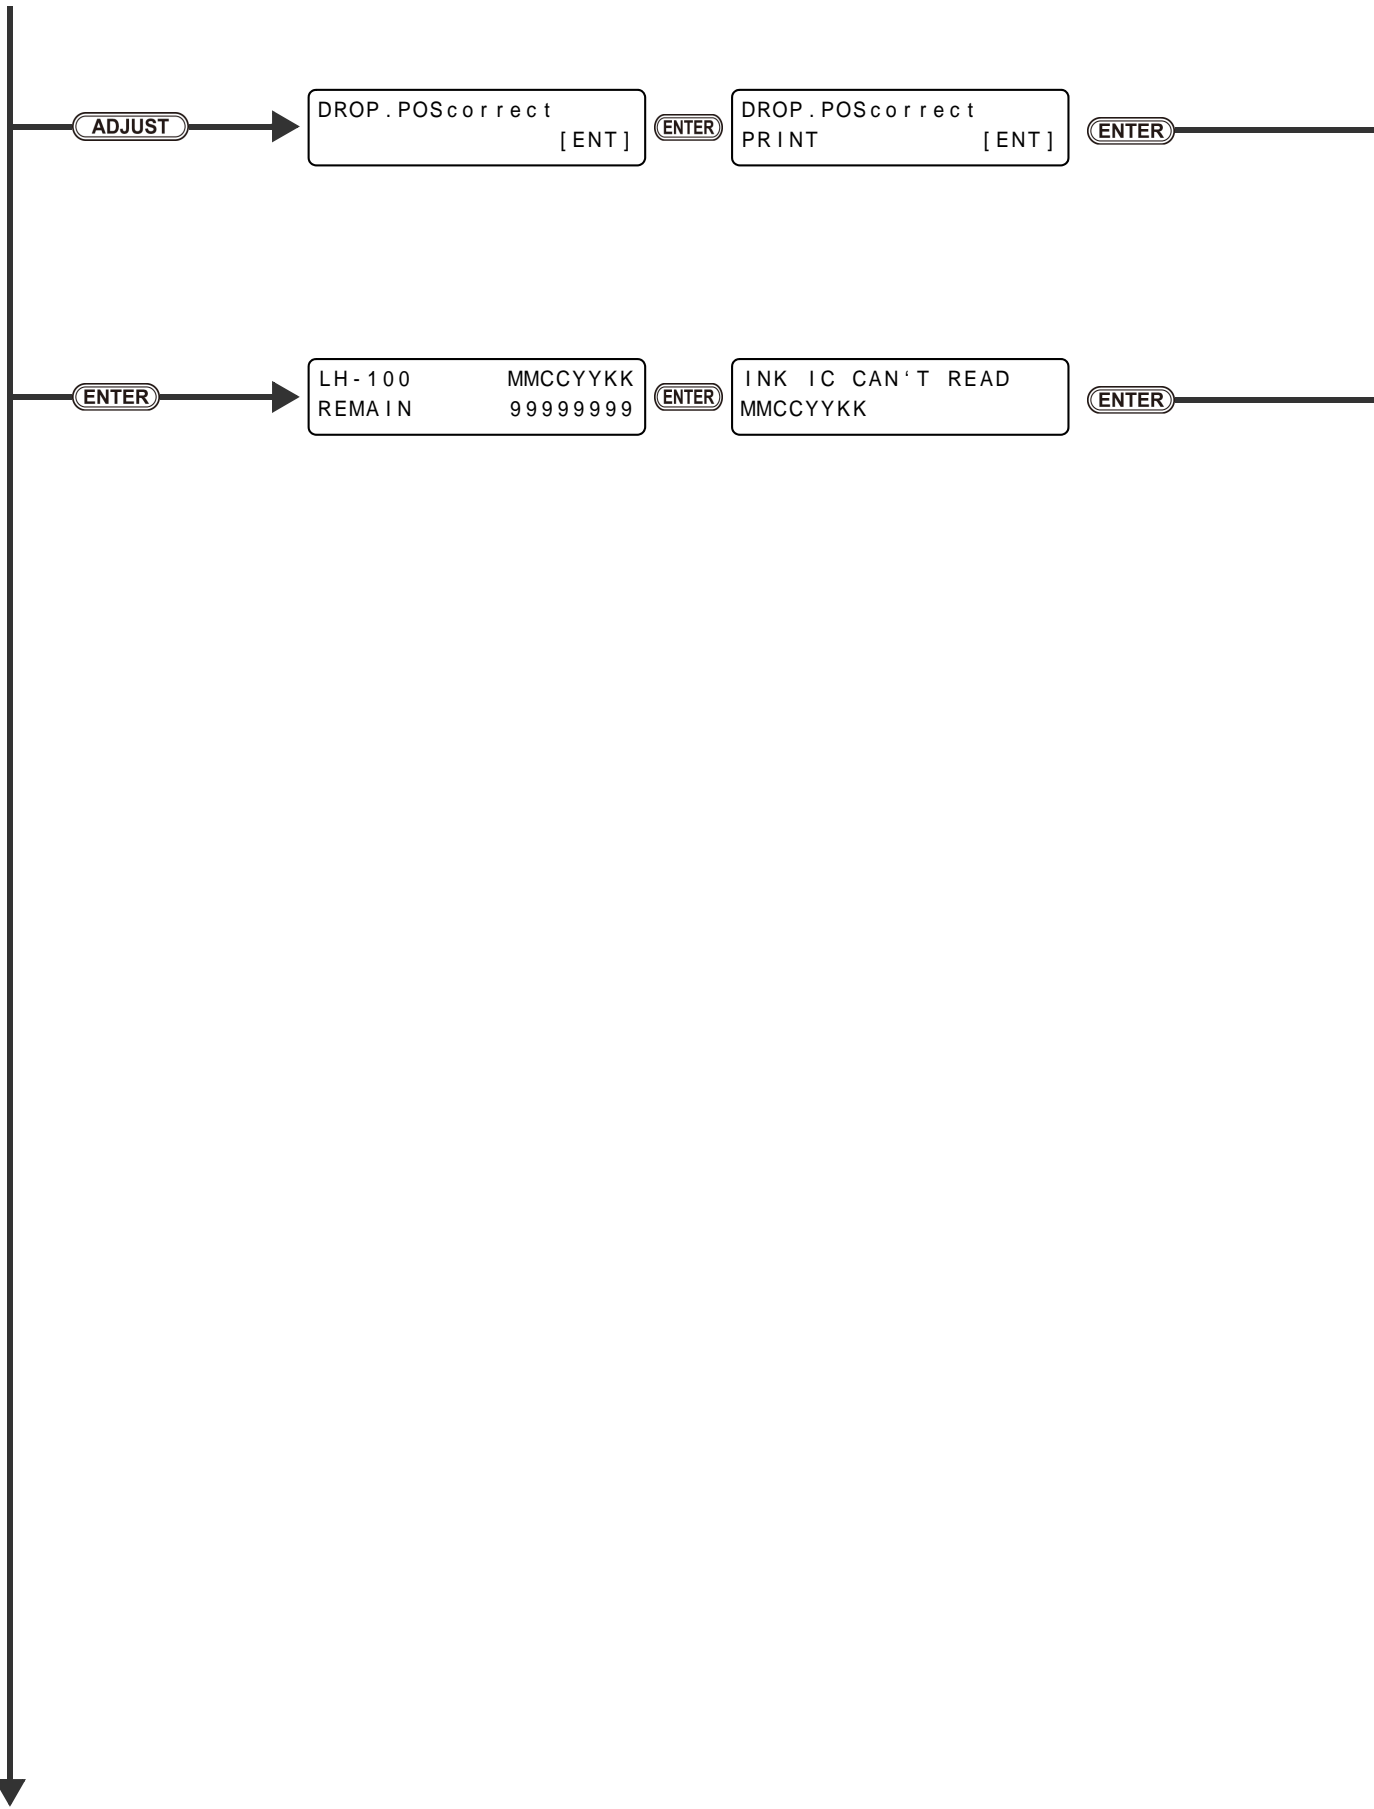 ADJUST
DROP.POScorrect
[ENT]
ENTER
DROP.POScorrect
PRINT [ENT]
ENTER
ENTER
LH-100 MMCCYYKK
REMAIN 99999999
ENTER
INK IC CAN‘T READ
MMCCYYKK
ENTER